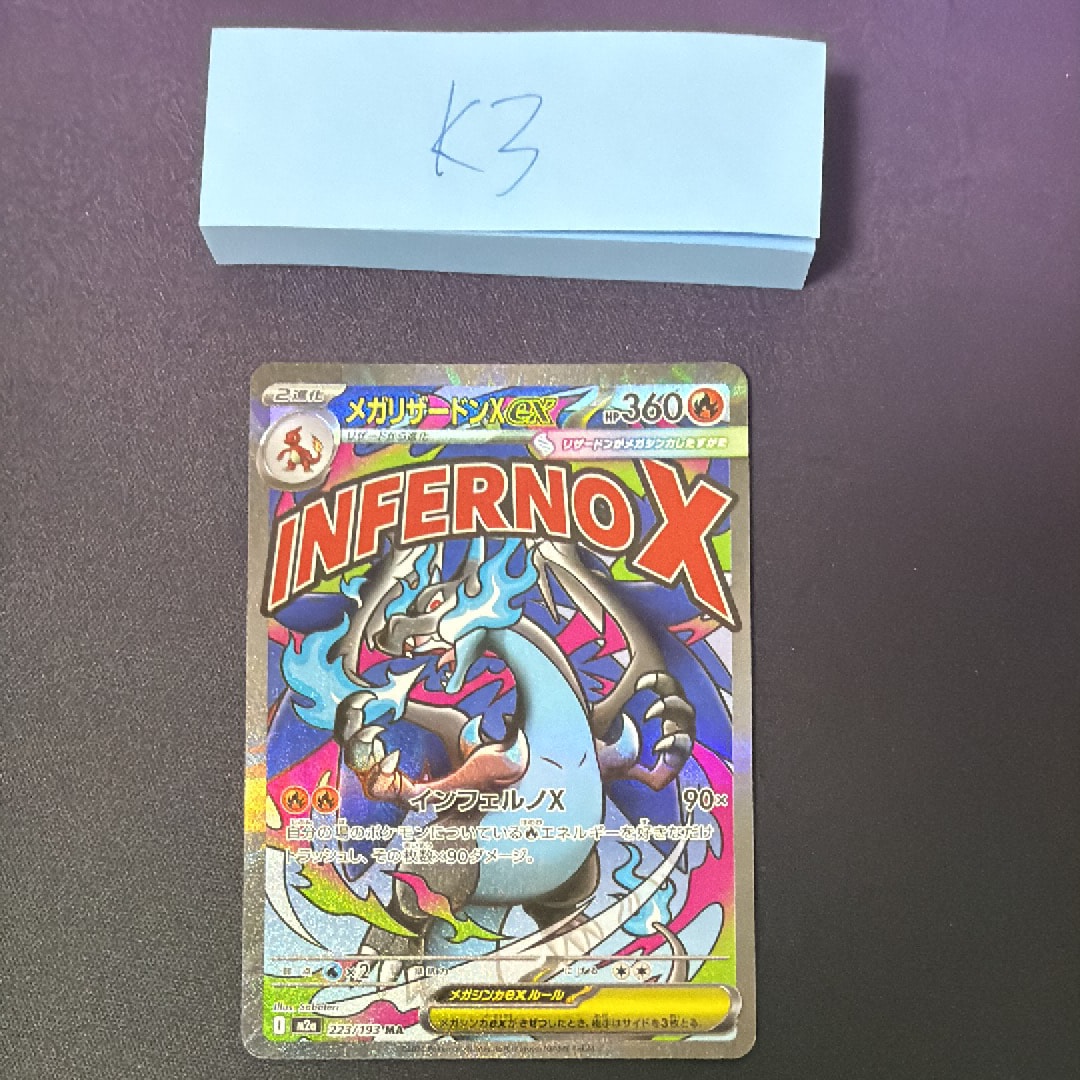 K3
2進化
メガリザードンXex
HP360
リザードから進化
リザードンがメガシンカしたすがた
INFERNO X
インフェルノX 90×
自分の場のポケモンについている エネルギーを好きなだけ
トラッシュし、その枚数×90ダメージ。
×2
メガシンカexルール
メガシンカexがきぜつしたとき、相手はサイドを3枚とる。
m2a 223/193 MA